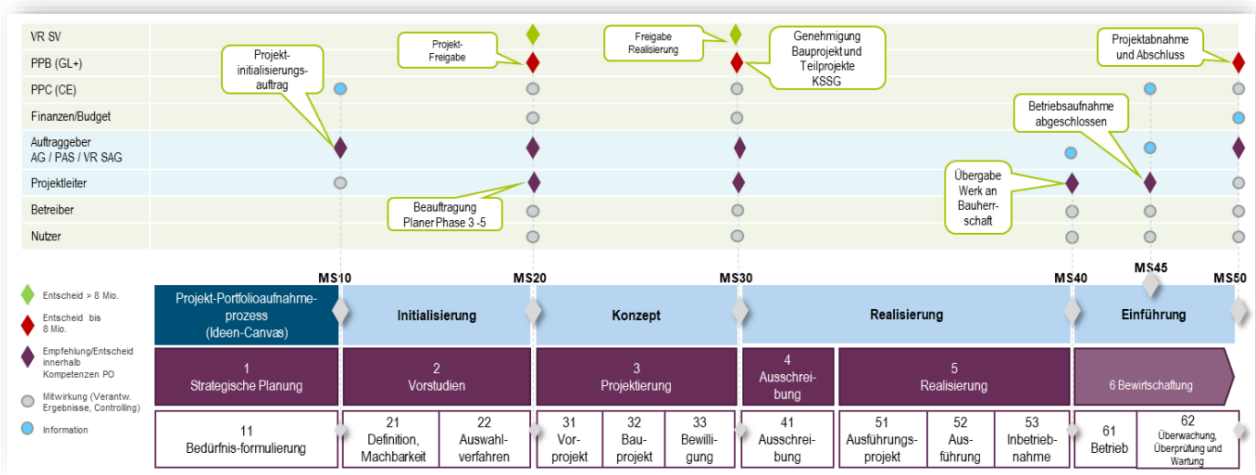 VR SV
PPB (GL+)
PPC (CE)
Finanzen/Budget
Auftraggeber
AG / PAS / VR SAG
Projektleiter
Betreiber
Nutzer
Projekt-
initialisierungs-
auftrag
Projekt-
Freigabe
Freigabe
Realisierung
Genehmigung
Bauprojekt und
Teilprojekte
KSSG
Projektabnahme
und Abschluss
Betriebsaufnahme
abgeschlossen
Beauftragung
Planer Phase 3 -5
Übergabe
Werk an
Bauherr-
schaft
MS10
MS20
MS30
MS40
MS45
MS50
Entscheid > 8 Mio.
Entscheid bis
8 Mio.
Empfehlung/Entscheid
innerhalb
Kompetenzen PO
Mitwirkung (Verantw.
Ergebnisse, Controlling)
Information
Projekt-Portfolioaufnahme-
prozess
(Ideen-Canvas)
Initialisierung
Konzept
Realisierung
Einführung
1
Strategische Planung
2
Vorstudien
3
Projektierung
4
Ausschrei-
bung
5
Realisierung
6 Bewirtschaftung
11
Bedürfnis-formulierung
21
Definition,
Machbarkeit
22
Auswahl-
verfahren
31
Vor-
projekt
32
Bau-
projekt
33
Bewilli-
gung
41
Ausschrei-
bung
51
Ausführungs-
projekt
52
Aus-
führung
53
Inbetrieb-
nahme
61
Betrieb
62
Überwachung,
Überprüfung und
Wartung